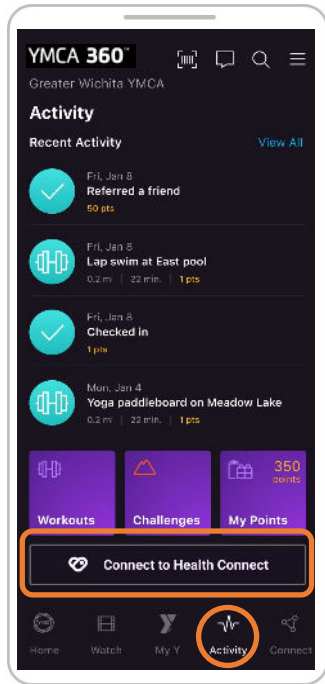 YMCA 360™
Greater Wichita YMCA
Activity
Recent Activity View All
Fri, Jan 8
Referred a friend
50 pts
Fri, Jan 8
Lap swim at East pool
0.2 mi | 22 min. | 1 pts
Fri, Jan 8
Checked in
1 pts
Mon, Jan 4
Yoga paddleboard on Meadow Lake
0.2 mi | 22 min. | 1 pts
350
points
Workouts Challenges My Points
Connect to Health Connect
Home Watch My Y Activity Connect